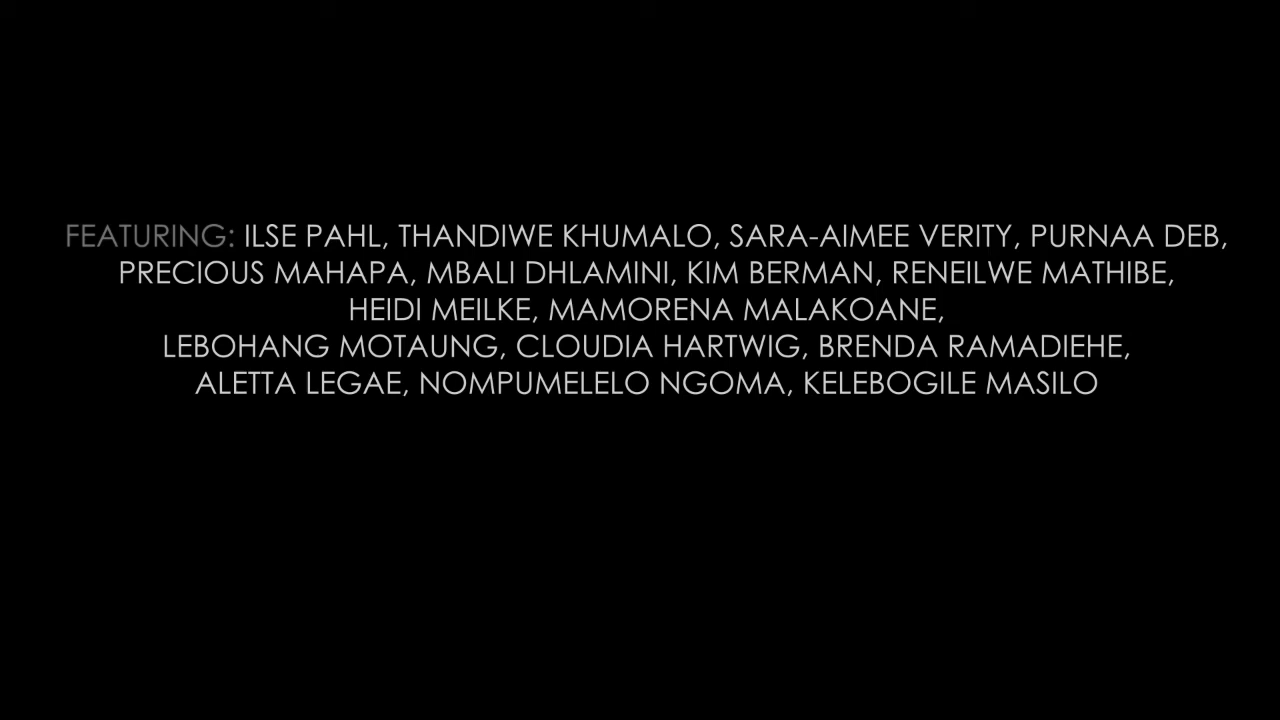 FEATURING: ILSE PAHL, THANDIWE KHUMALO, SARA-AIMEE VERITY, PURNAA DEB,
PRECIOUS MAHAPA, MBALI DHLAMINI, KIM BERMAN, RENEILWE MATHIBE,
HEIDI MEILKE, MAMORENA MALAKOANE,
LEBOHANG MOTAUNG, CLOUDIA HARTWIG, BRENDA RAMADIEHE,
ALETTA LEGAE, NOMPUMELELO NGOMA, KELEBOGILE MASILO